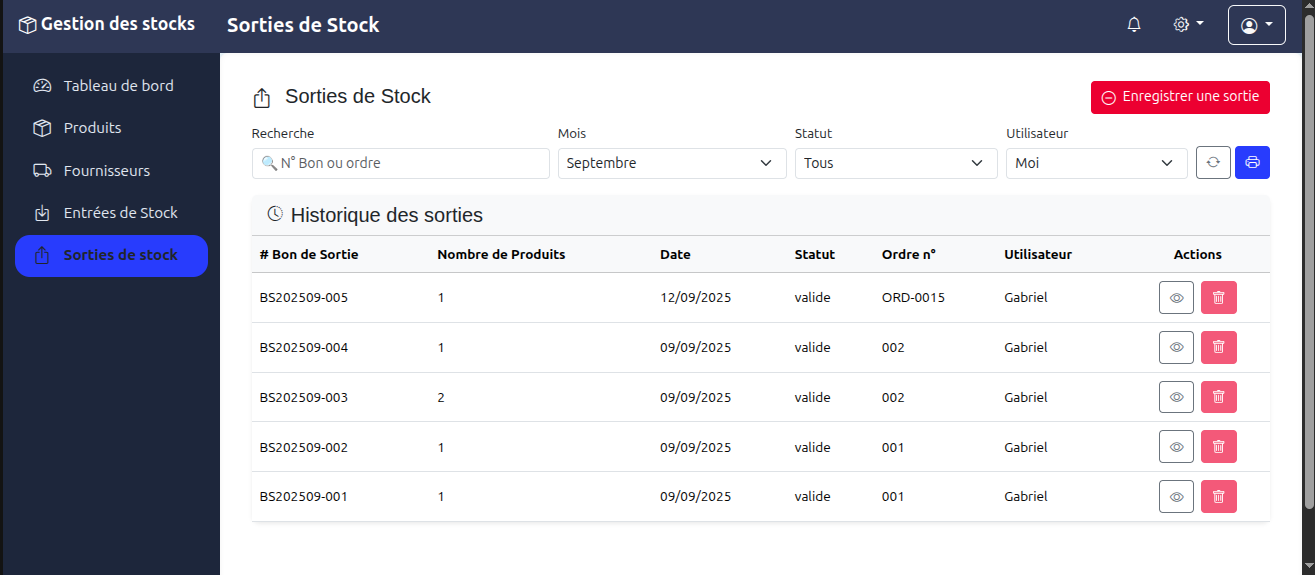 Gestion des stocks Sorties de Stock
Tableau de bord
Produits
Fournisseurs
Entrées de Stock
Sorties de stock
Sorties de Stock Enregistrer une sortie
Recherche Mois Statut Utilisateur
N° Bon ou ordre Septembre Tous Moi
Historique des sorties
# Bon de Sortie Nombre de Produits Date Statut Ordre n° Utilisateur Actions
BS202509-005 1 12/09/2025 valide ORD-0015 Gabriel
BS202509-004 1 09/09/2025 valide 002 Gabriel
BS202509-003 2 09/09/2025 valide 002 Gabriel
BS202509-002 1 09/09/2025 valide 001 Gabriel
BS202509-001 1 09/09/2025 valide 001 Gabriel